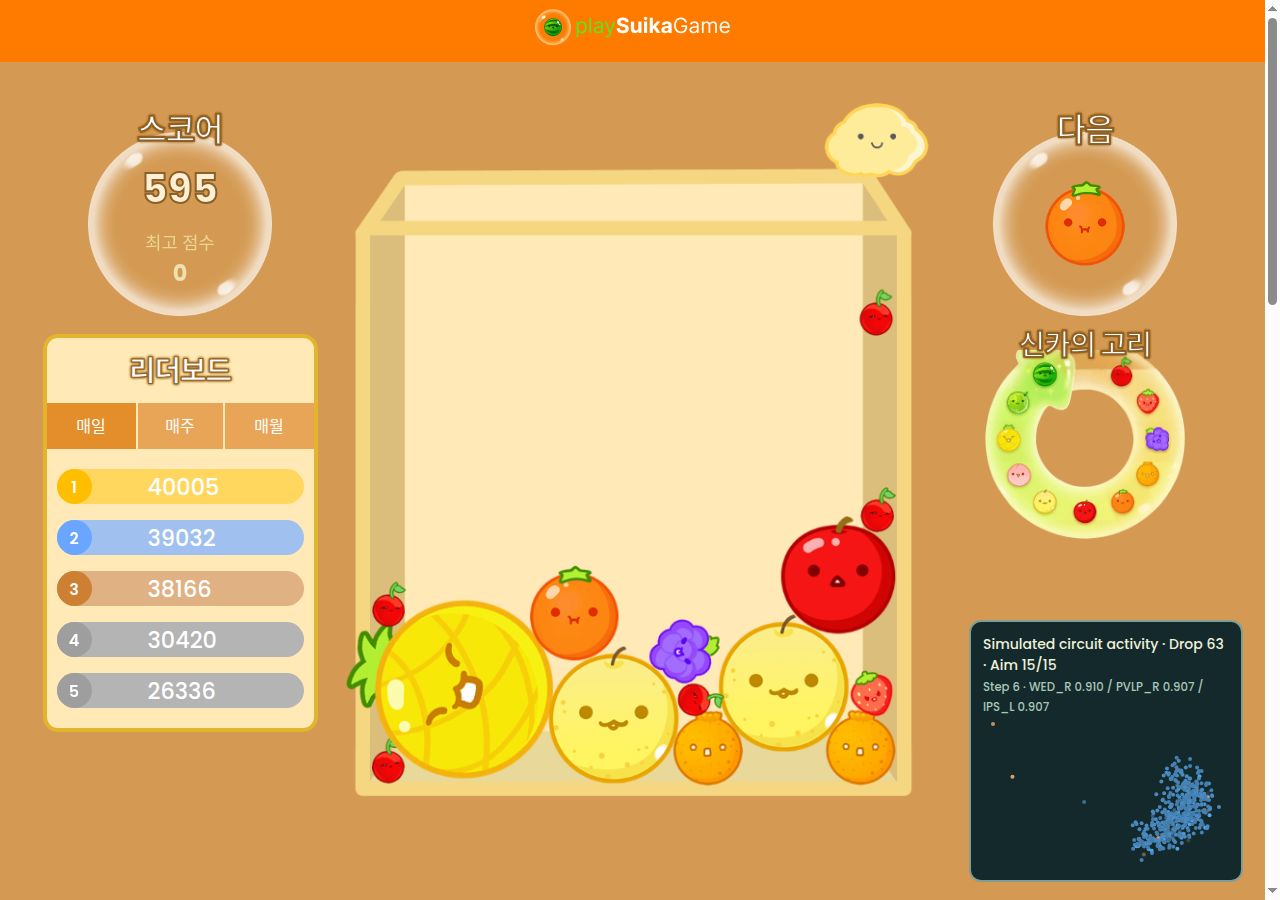 playSuikaGame
스코어
595
최고 점수
0
다음
리더보드
매일 매주 매월
1 40005
2 39032
3 38166
4 30420
5 26336
신카의 고리
Simulated circuit activity · Drop 63
· Aim 15/15
Step 6 · WED_R 0.910 / PVLP_R 0.907 /
IPS_L 0.907